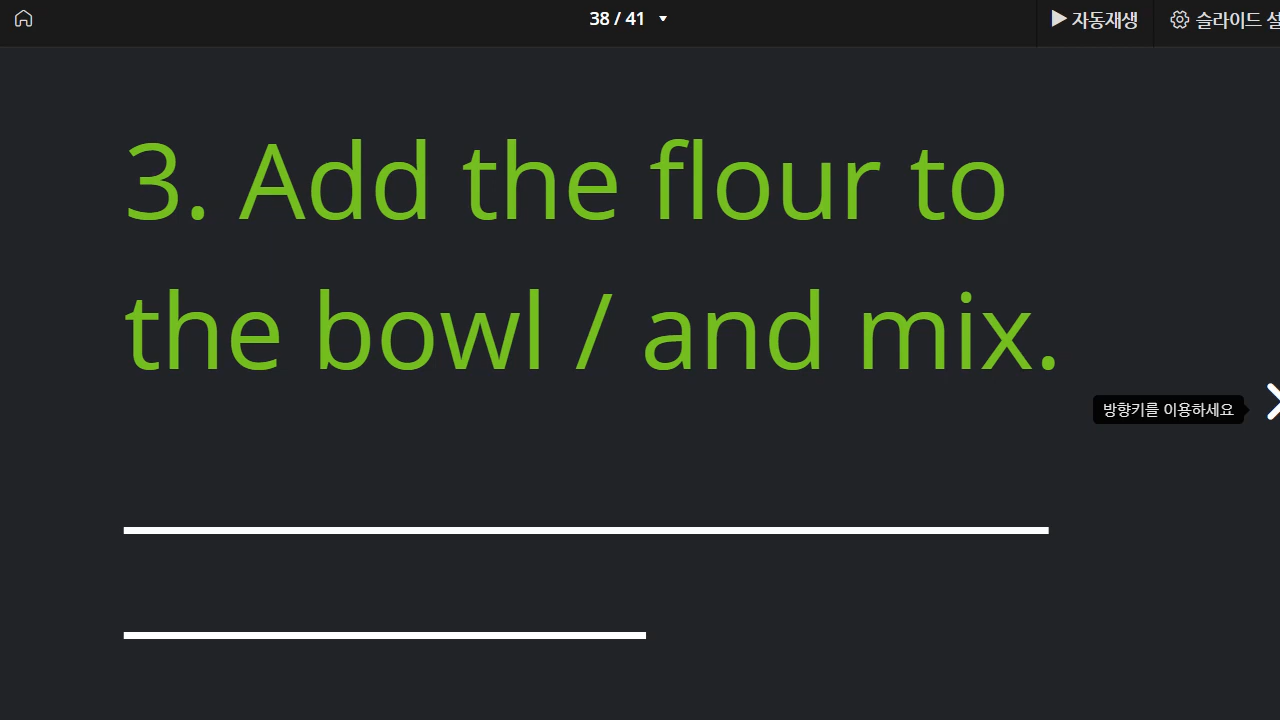 38 / 41
자동재생
슬라이드
3. Add the flour to
the bowl / and mix.
방향키를 이용하세요